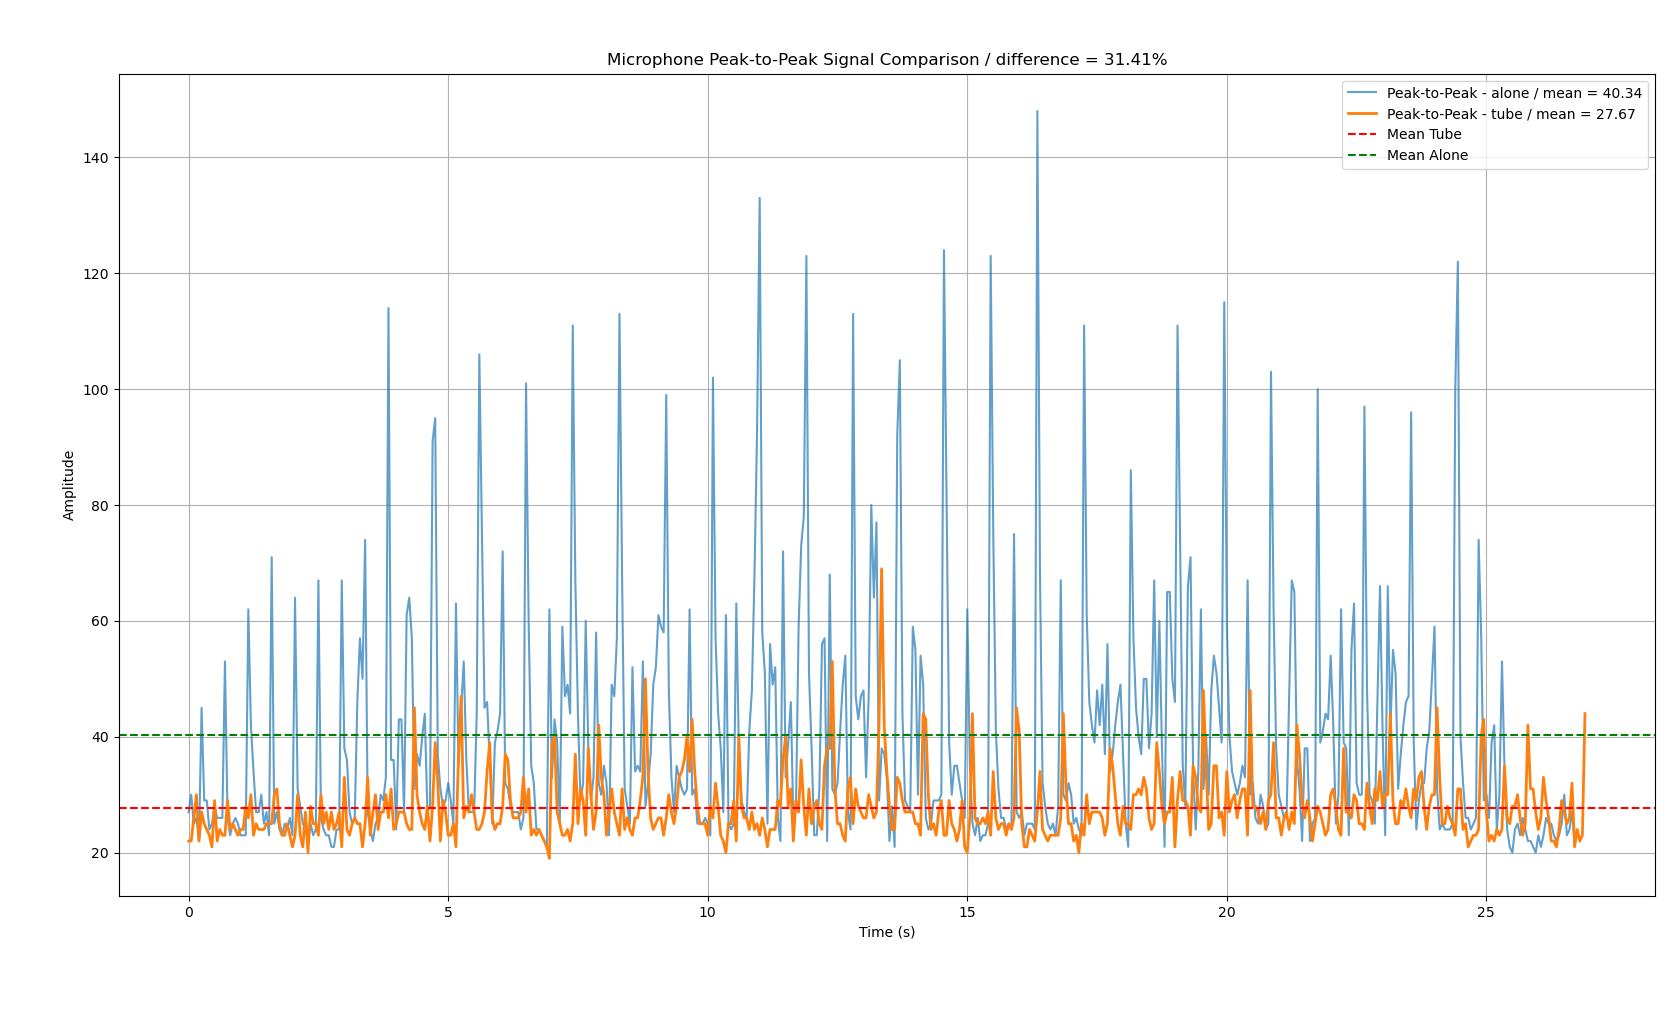 Microphone Peak-to-Peak Signal Comparison / difference = 31.41%
Peak-to-Peak - alone / mean = 40.34
Peak-to-Peak - tube / mean = 27.67
Mean Tube
Mean Alone
140
120
100
80
60
40
20
Amplitude
0 5 10 15 20 25
Time (s)